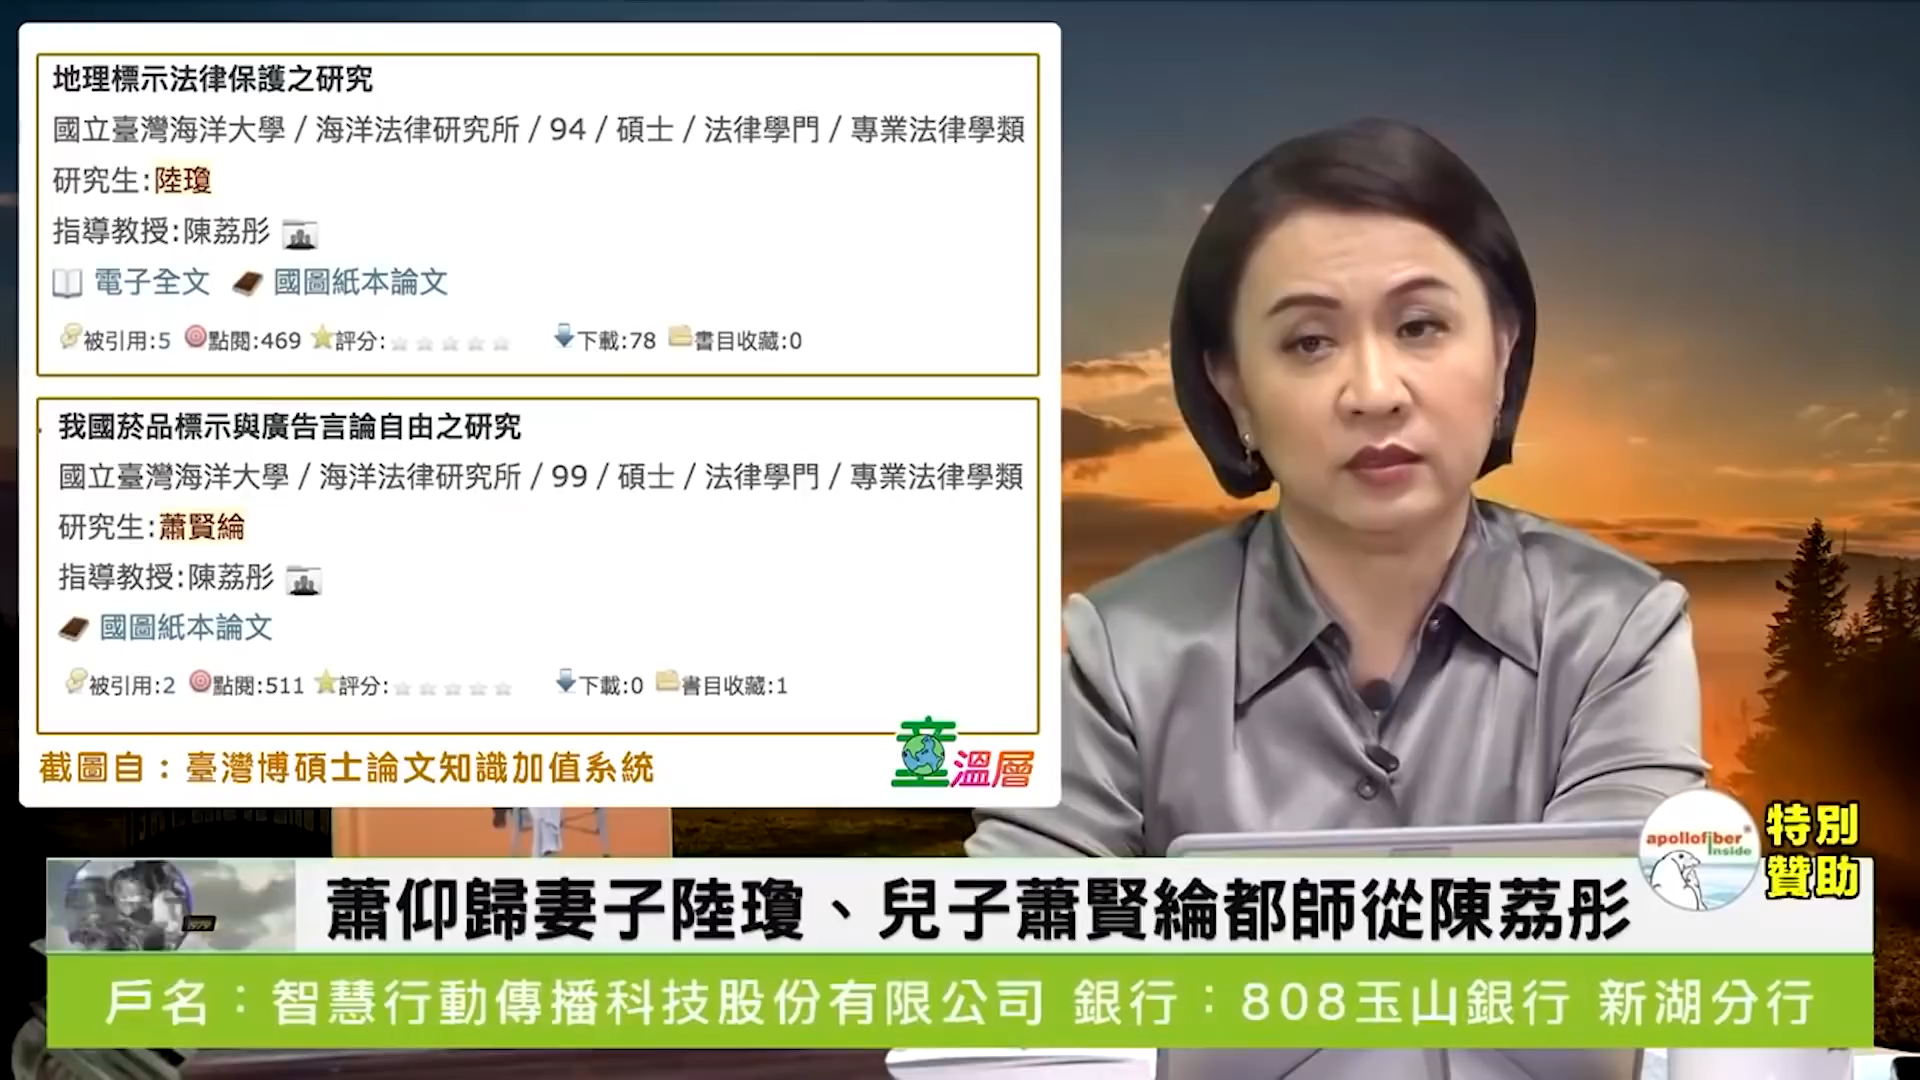 地理標示法律保護之研究
國立臺灣海洋大學 / 海洋法律研究所 / 94 / 碩士 / 法律學門 / 專業法律學類
研究生:陸瓊
指導教授:陳荔彤
電子全文 國圖紙本論文
被引用:5 點閱:469 評分: 下載:78 書目收藏:0
我國菸品標示與廣告言論自由之研究
國立臺灣海洋大學 / 海洋法律研究所 / 99 / 碩士 / 法律學門 / 專業法律學類
研究生:蕭賢綸
指導教授:陳荔彤
國圖紙本論文
被引用:2 點閱:511 評分: 下載:0 書目收藏:1
截圖自：臺灣博碩士論文知識加值系統
童溫層
apollofiber®
inside
特別
贊助
蕭仰歸妻子陸瓊、兒子蕭賢綸都師從陳荔彤
戶名：智慧行動傳播科技股份有限公司 銀行：808玉山銀行 新湖分行